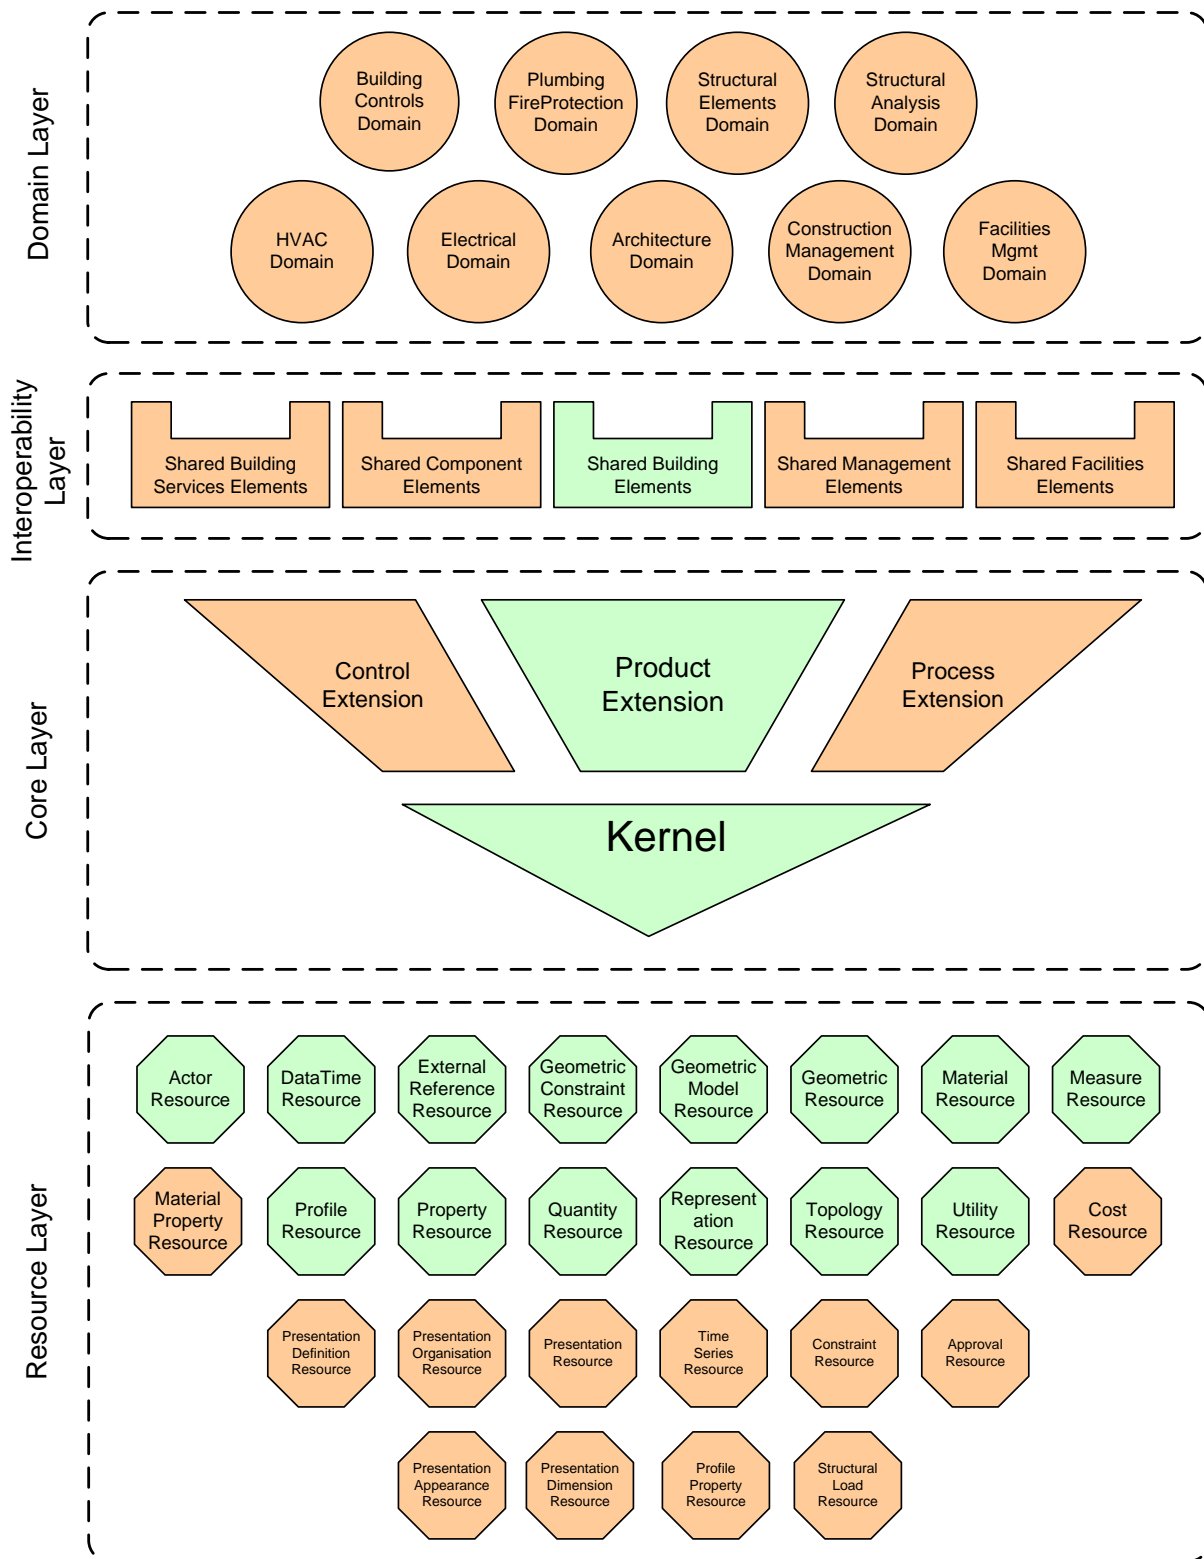 Domain Layer
Building
Controls
Domain
Plumbing
FireProtection
Domain
Structural
Elements
Domain
Structural
Analysis
Domain
HVAC
Domain
Electrical
Domain
Architecture
Domain
Construction
Management
Domain
Facilities
Mgmt
Domain
Interoperability
Layer
Shared Building
Services Elements
Shared Component
Elements
Shared Building
Elements
Shared Management
Elements
Shared Facilities
Elements
Core Layer
Control
Extension
Product
Extension
Process
Extension
Kernel
Resource Layer
Actor
Resource
DataTime
Resource
External
Reference
Resource
Geometric
Constraint
Resource
Geometric
Model
Resource
Geometric
Resource
Material
Resource
Measure
Resource
Material
Property
Resource
Profile
Resource
Property
Resource
Quantity
Resource
Represent
ation
Resource
Topology
Resource
Utility
Resource
Cost
Resource
Presentation
Definition
Resource
Presentation
Organisation
Resource
Presentation
Resource
Time
Series
Resource
Constraint
Resource
Approval
Resource
Presentation
Appearance
Resource
Presentation
Dimension
Resource
Profile
Property
Resource
Structural
Load
Resource